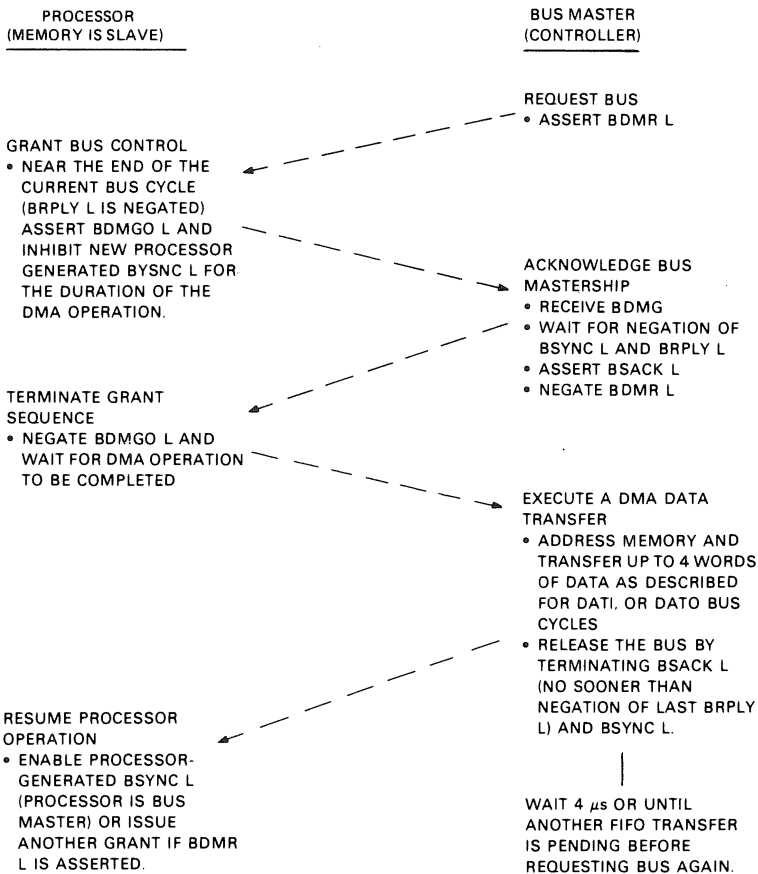 PROCESSOR
(MEMORY IS SLAVE)
BUS MASTER
(CONTROLLER)
REQUEST BUS
• ASSERT BDMR L
GRANT BUS CONTROL
• NEAR THE END OF THE
CURRENT BUS CYCLE
(BRPLY L IS NEGATED)
ASSERT BDMGO L AND
INHIBIT NEW PROCESSOR
GENERATED BYSNC L FOR
THE DURATION OF THE
DMA OPERATION.
ACKNOWLEDGE BUS
MASTERSHIP
• RECEIVE BDMG
• WAIT FOR NEGATION OF
BSYNC L AND BRPLY L
• ASSERT BSACK L
• NEGATE BDMR L
TERMINATE GRANT
SEQUENCE
• NEGATE BDMGO L AND
WAIT FOR DMA OPERATION
TO BE COMPLETED
EXECUTE A DMA DATA
TRANSFER
• ADDRESS MEMORY AND
TRANSFER UP TO 4 WORDS
OF DATA AS DESCRIBED
FOR DATI, OR DATO BUS
CYCLES
• RELEASE THE BUS BY
TERMINATING BSACK L
(NO SOONER THAN
NEGATION OF LAST BRPLY
L) AND BSYNC L.
RESUME PROCESSOR
OPERATION
• ENABLE PROCESSOR-
GENERATED BSYNC L
(PROCESSOR IS BUS
MASTER) OR ISSUE
ANOTHER GRANT IF BDMR
L IS ASSERTED.
WAIT 4 μs OR UNTIL
ANOTHER FIFO TRANSFER
IS PENDING BEFORE
REQUESTING BUS AGAIN.